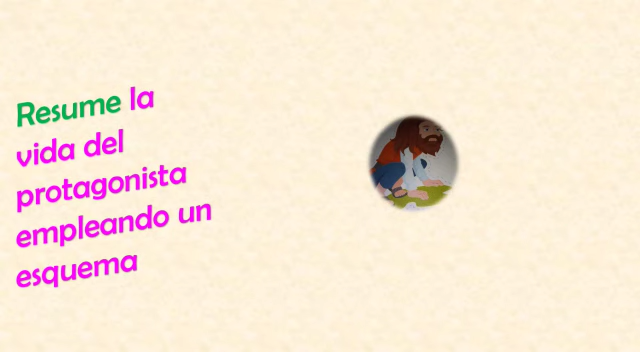 Resume la
vida del
protagonista
empleando un
esquema